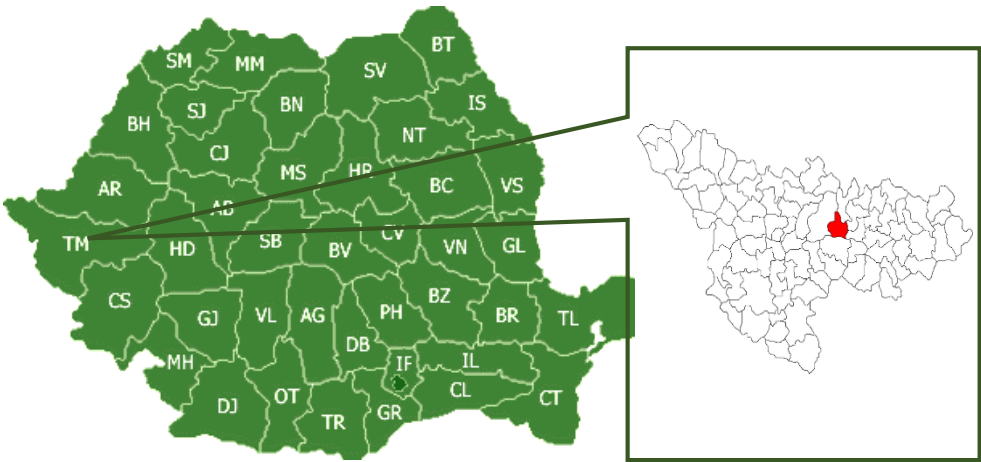 BT
SM
MM
SV
BN
IS
SJ
BH
NT
CJ
MS
HR
AR
BC
VS
AB
TM
HD
SB
BV
CV
VN
GL
CS
GJ
VL
AG
PH
BZ
BR
TL
DB
MH
IF
IL
OT
DJ
TR
GR
CL
CT